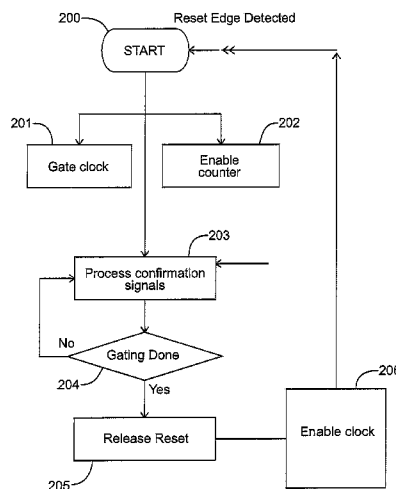 Reset Edge Detected
200
START
201
202
Gate clock
Enable
counter
203
Process confirmation
signals
No
Gating Done
204
Yes
206
Release Reset
Enable clock
205